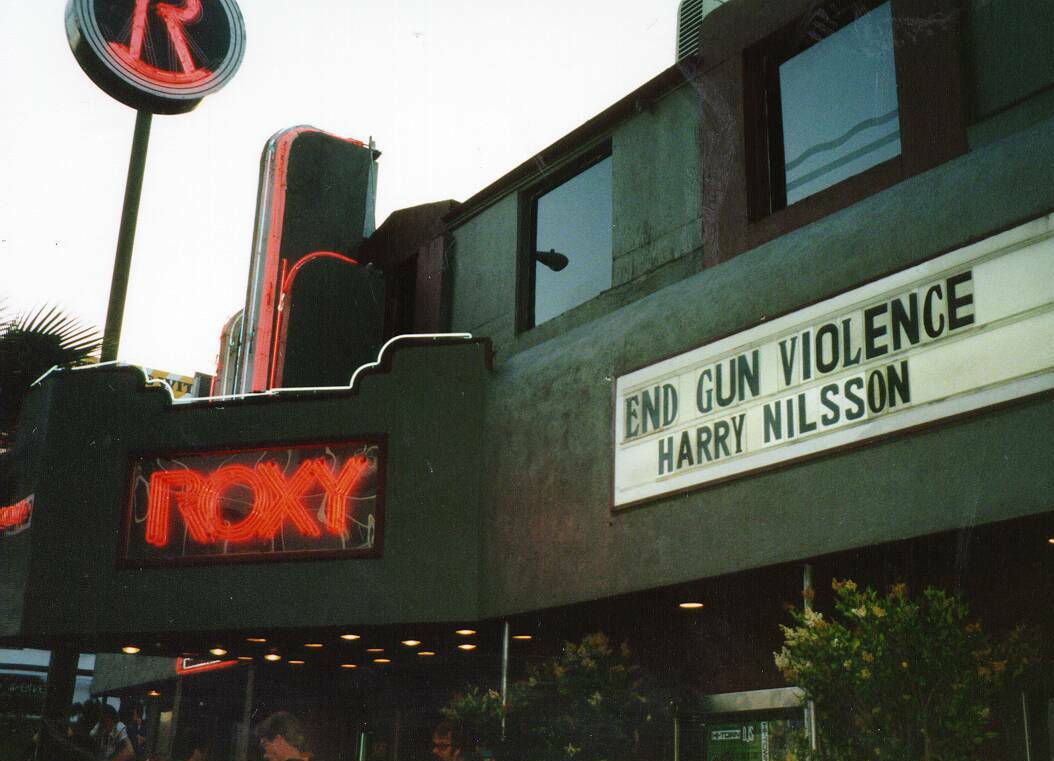 R
END GUN VIOLENCE
HARRY NILSSON
ROXY